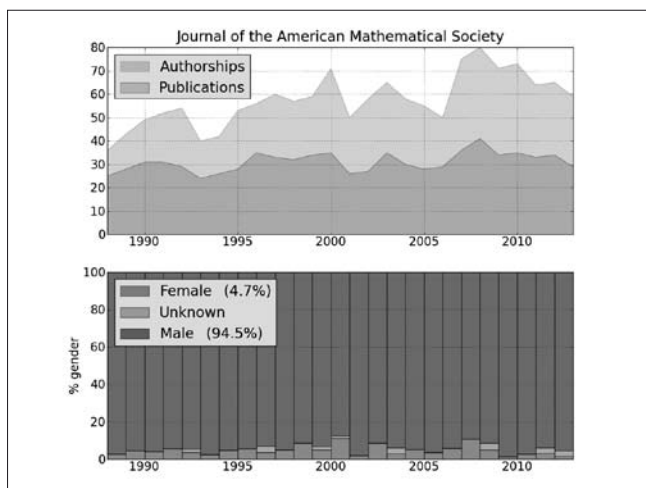 Journal of the American Mathematical Society
80
70
60
50
40
30
20
10
0
Authorships
Publications
1990 1995 2000 2005 2010
100
80
60
40
20
0
% gender
Female (4.7%)
Unknown
Male (94.5%)
1990 1995 2000 2005 2010